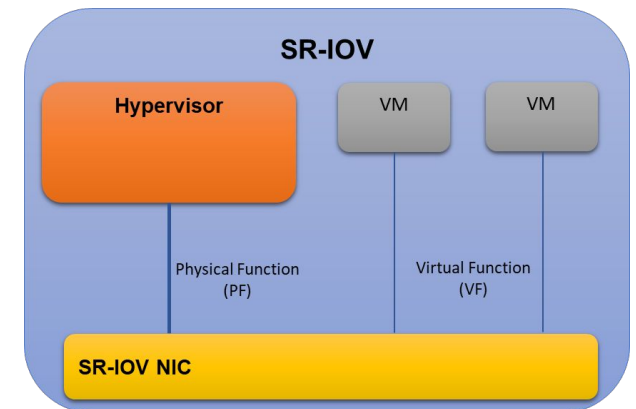 SR-IOV
Hypervisor
VM
VM
Physical Function
(PF)
Virtual Function
(VF)
SR-IOV NIC